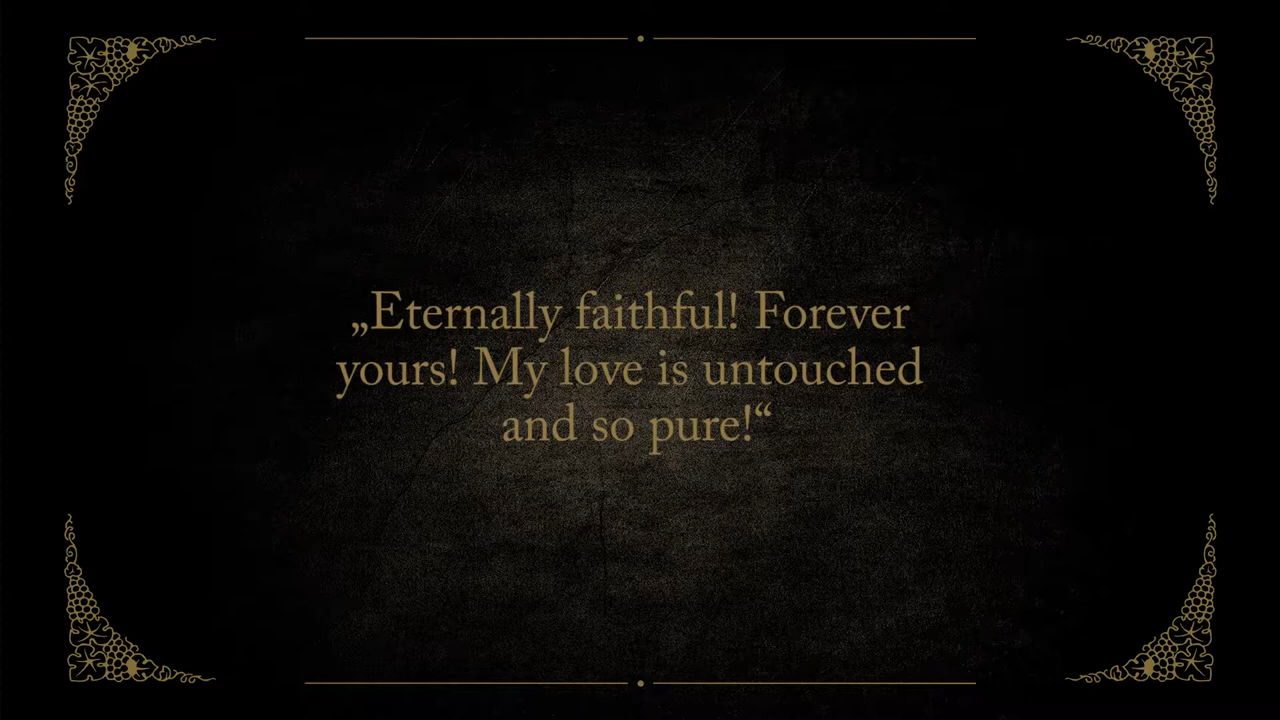 „Eternally faithful! Forever
yours! My love is untouched
and so pure!“